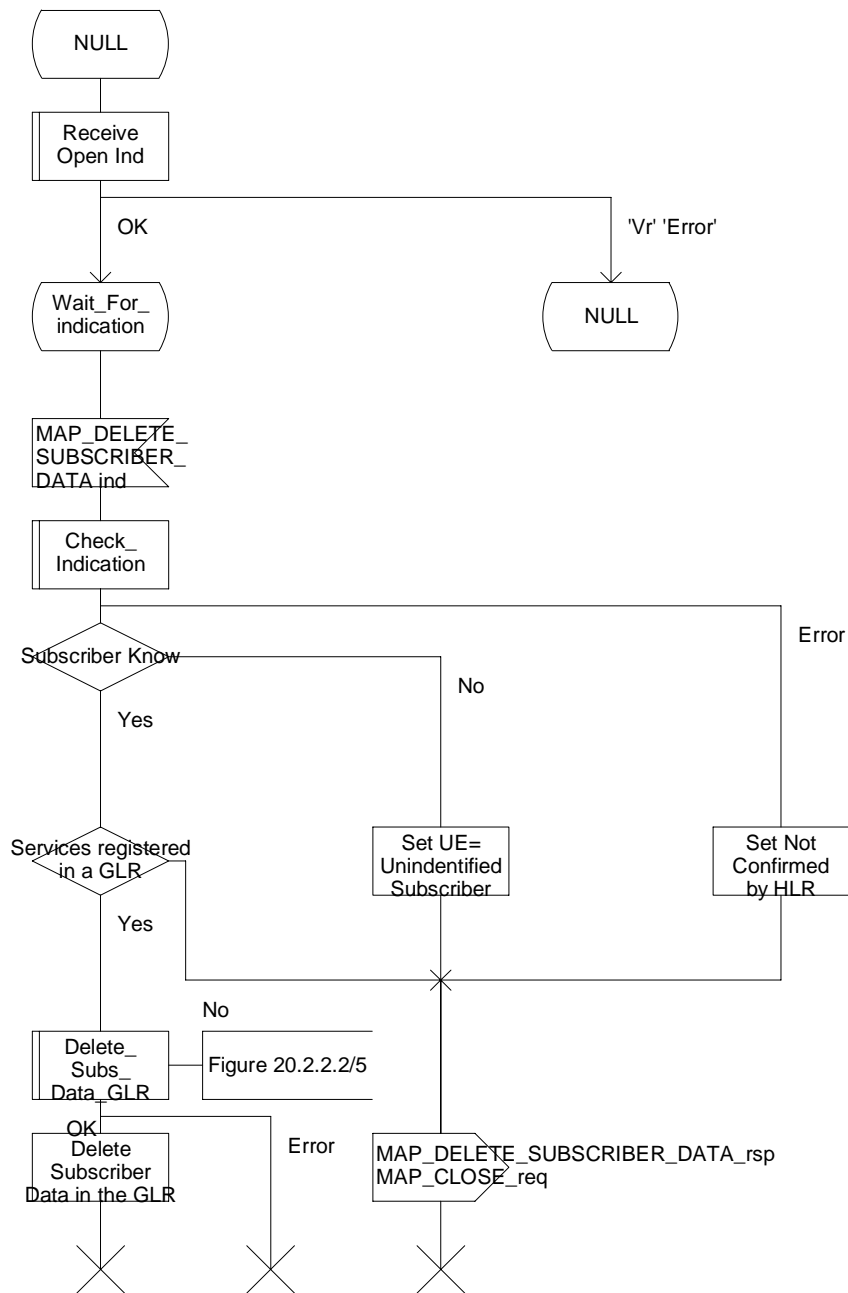 NULL
Receive
Open Ind
OK
'Vr' 'Error'
Wait_For_
indication
NULL
MAP_DELETE_
SUBSCRIBER_
DATA ind
Check_
Indication
Error
Subscriber Know
No
Yes
Services registered
in a GLR
Set UE=
Unindentified
Subscriber
Set Not
Confirmed
by HLR
Yes
No
Delete_
Subs_
Data_GLR
Figure 20.2.2.2/5
OK
Error
Delete
Subscriber
Data in the GLR
MAP_DELETE_SUBSCRIBER_DATA_rsp
MAP_CLOSE_req